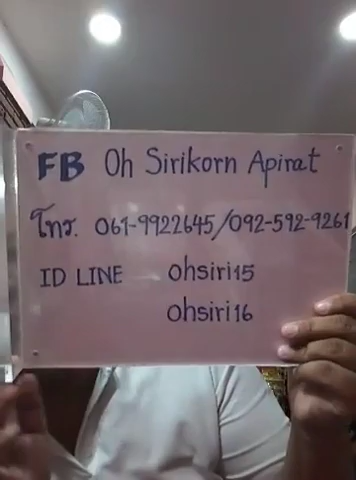 FB Oh Sirikorn Apirat
โทร. 061-9922645/092-592-9261
ID LINE ohsiri15
ohsiri16